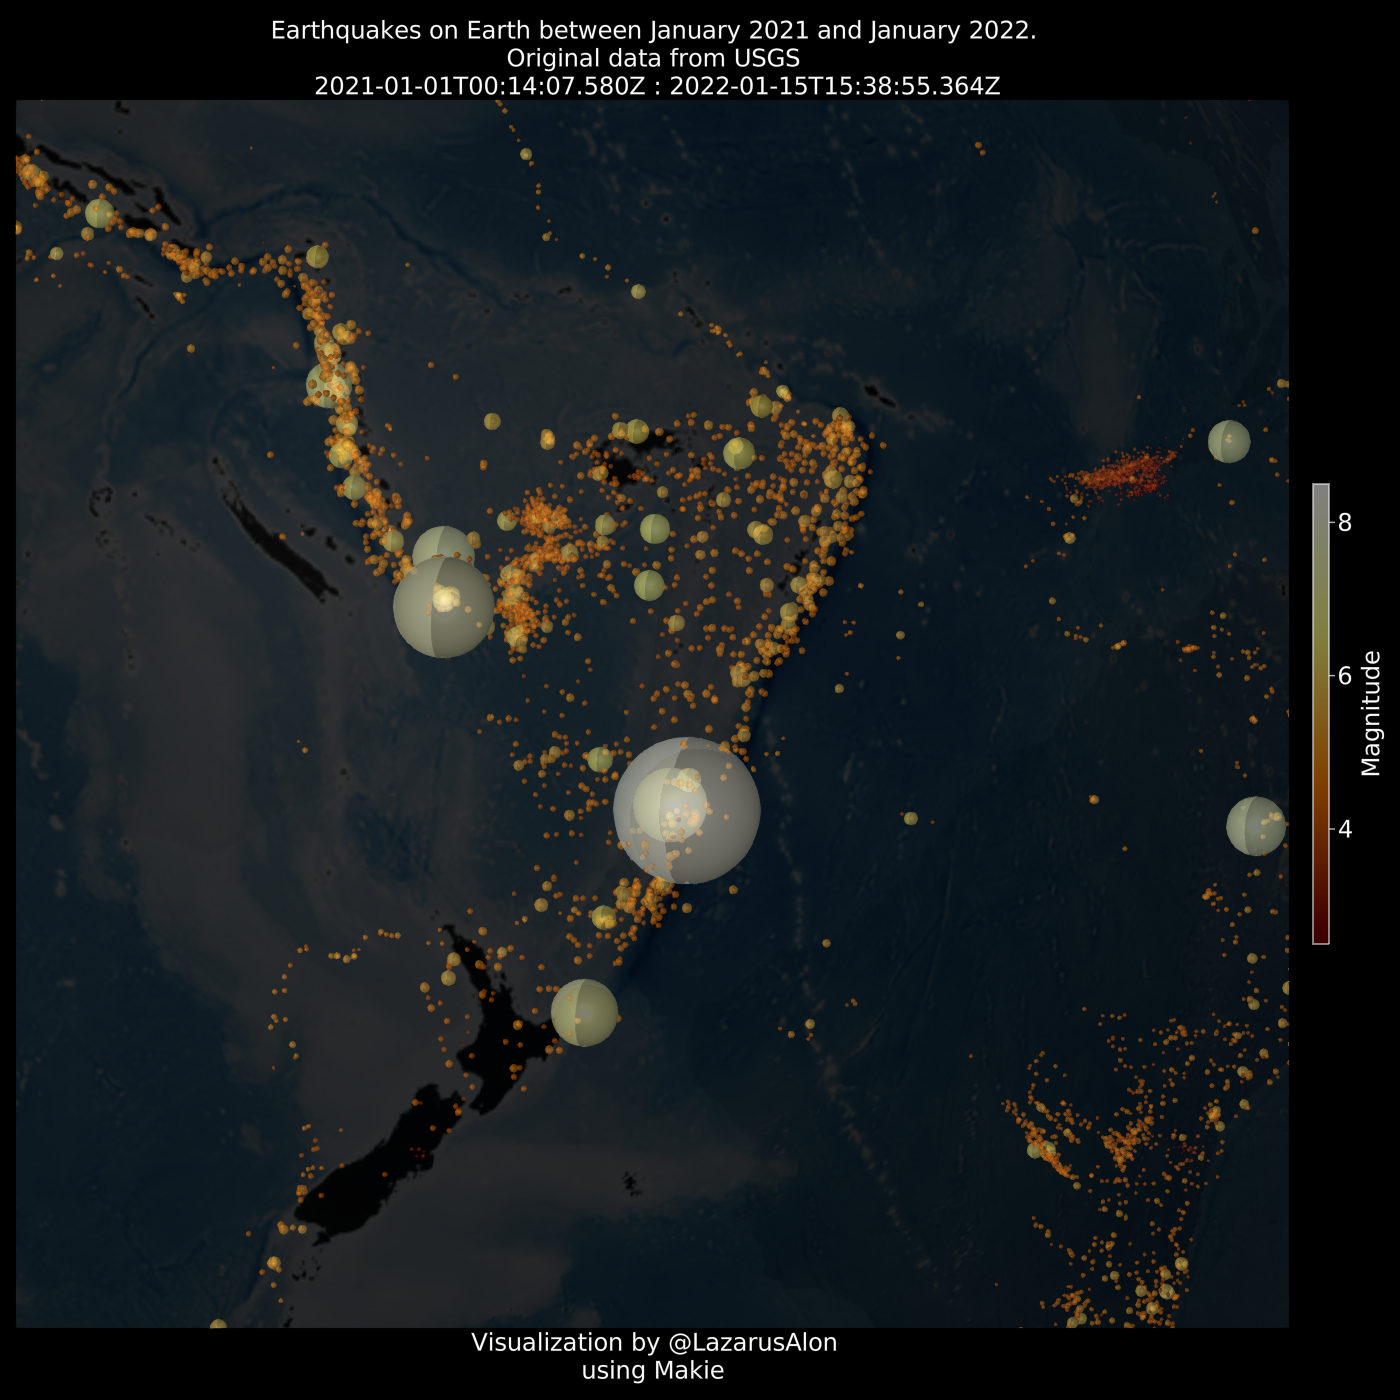 Earthquakes on Earth between January 2021 and January 2022.
Original data from USGS
2021-01-01T00:14:07.580Z : 2022-01-15T15:38:55.364Z
8
6
4
Magnitude
Visualization by @LazarusAlon
using Makie